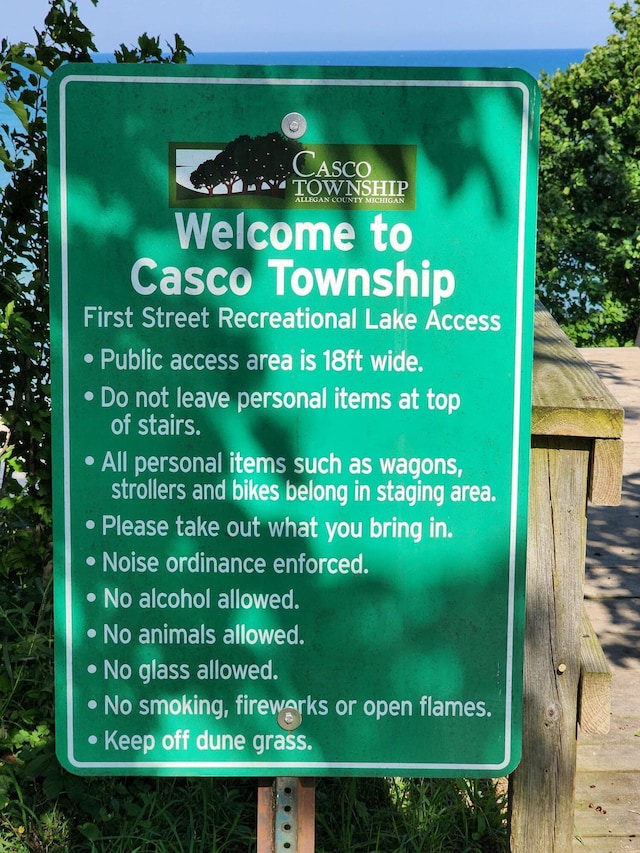 Casco
Township
Allegan County Michigan
Welcome to
Casco Township
First Street Recreational Lake Access
• Public access area is 18ft wide.
• Do not leave personal items at top
of stairs.
• All personal items such as wagons,
strollers and bikes belong in staging area.
• Please take out what you bring in.
• Noise ordinance enforced.
• No alcohol allowed.
• No animals allowed.
• No glass allowed.
• No smoking, fireworks or open flames.
• Keep off dune grass.